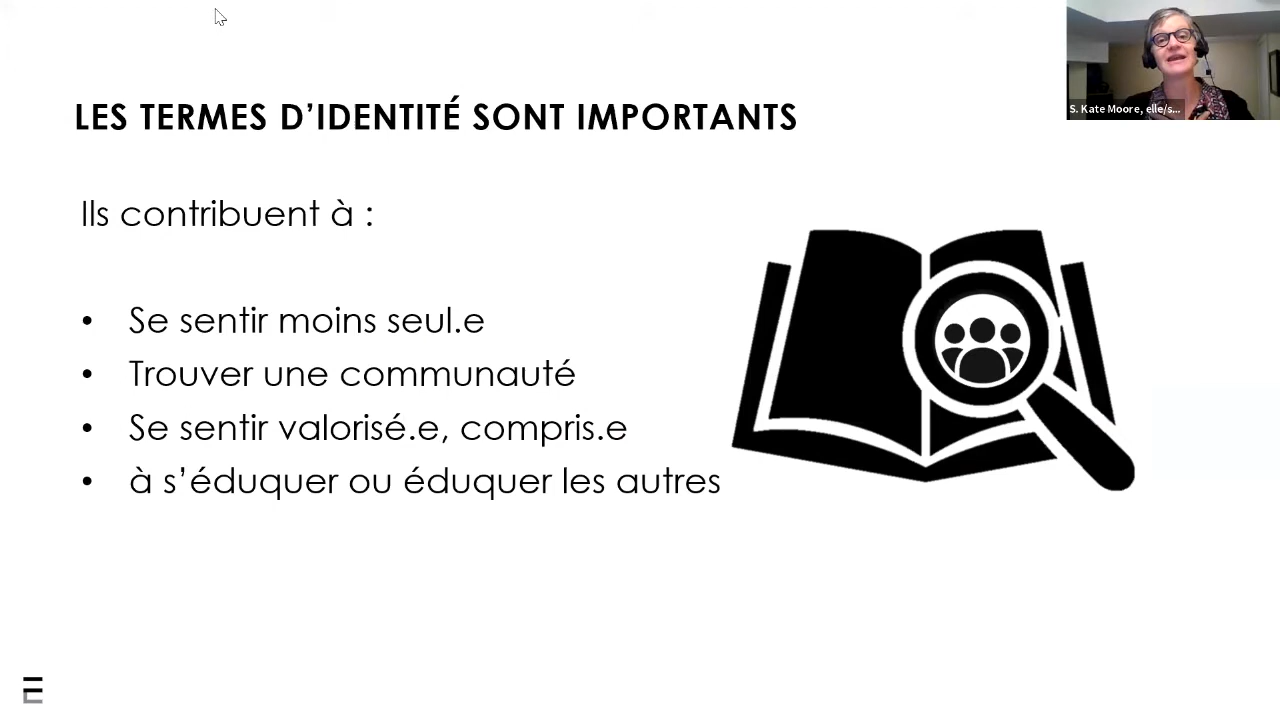 S. Kate Moore, elle/s...
LES TERMES D’IDENTITÉ SONT IMPORTANTS
Ils contribuent à :
• Se sentir moins seul.e
• Trouver une communauté
• Se sentir valorisé.e, compris.e
• à s’éduquer ou éduquer les autres